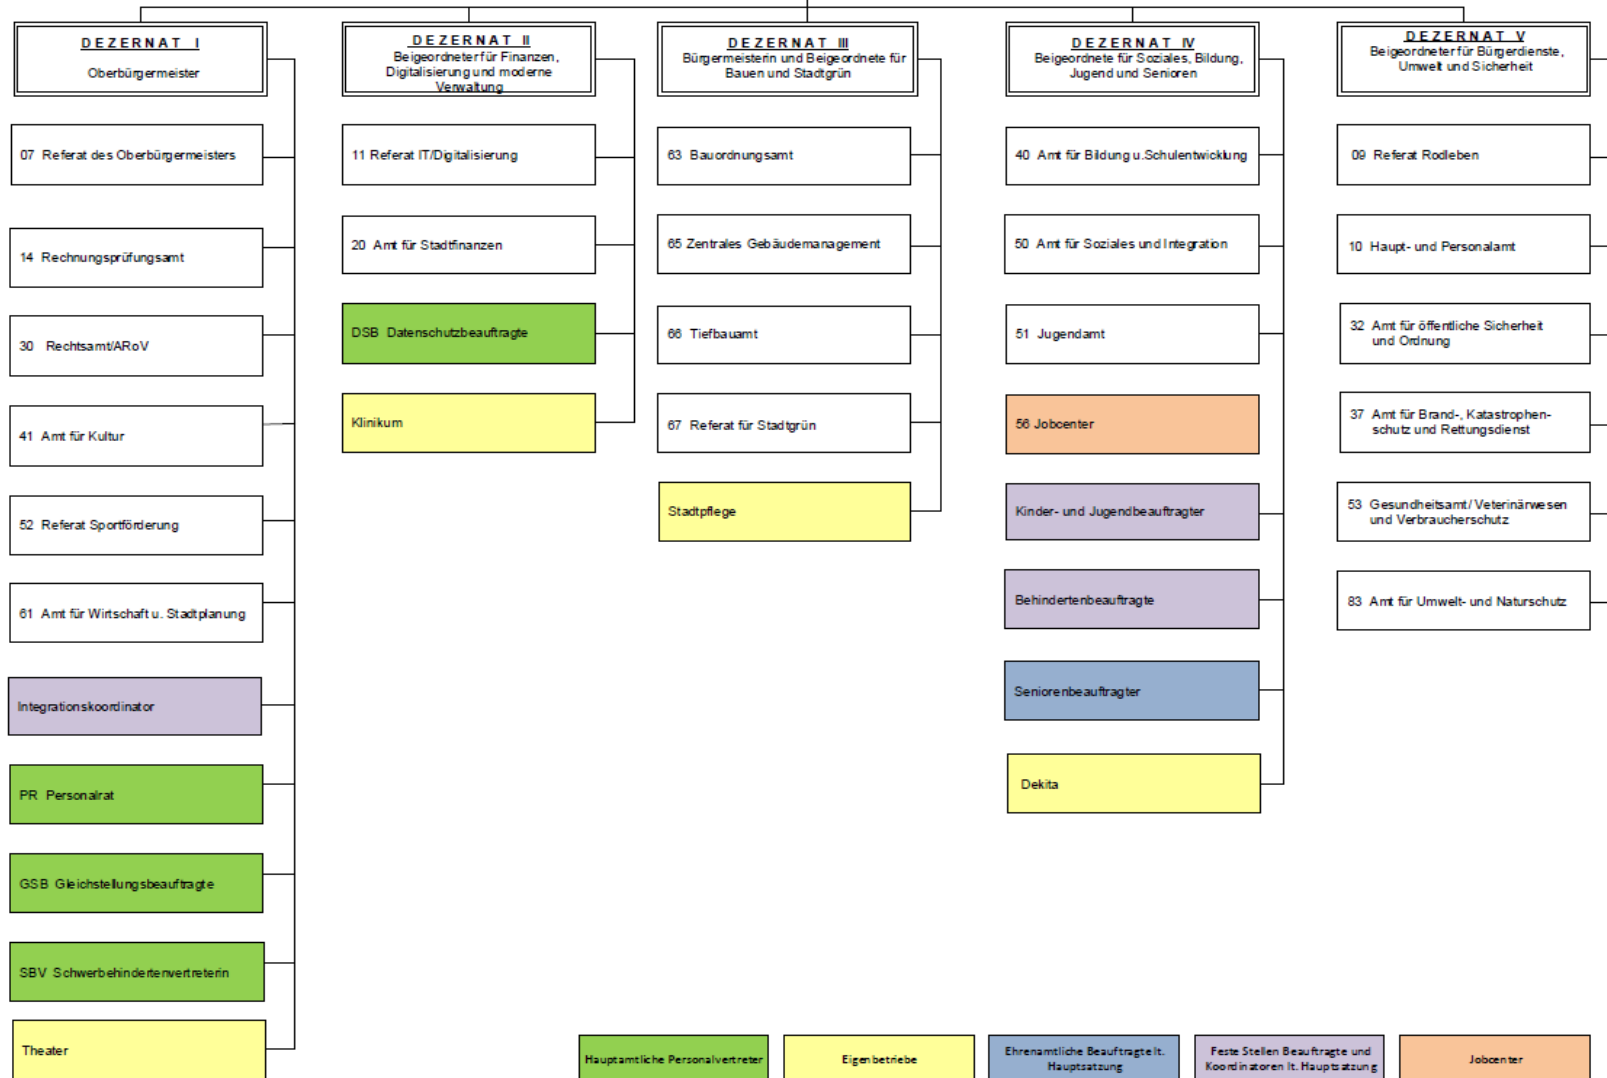 DEZERNAT I
Oberbürgermeister
07 Referat des Oberbürgermeisters
14 Rechnungsprüfungsamt
30 Rechtsamt/ARoV
41 Amt für Kultur
52 Referat Sportförderung
61 Amt für Wirtschaft u. Stadtplanung
Integrationskoordinator
PR Personalrat
GSB Gleichstellungsbeauftragte
SBV Schwerbehindertenvertreterin
Theater
DEZERNAT II
Beigeordneter für Finanzen,
Digitalisierung und moderne
Verwaltung
11 Referat IT/Digitalisierung
20 Amt für Stadtfinanzen
DSB Datenschutzbeauftragte
Klinikum
DEZERNAT III
Bürgermeisterin und Beigeordnete für
Bauen und Stadtgrün
63 Bauordnungsamt
65 Zentrales Gebäudemanagement
66 Tiefbauamt
67 Referat für Stadtgrün
Stadtpflege
DEZERNAT IV
Beigeordnete für Soziales, Bildung,
Jugend und Senioren
40 Amt für Bildung u.Schulentwicklung
50 Amt für Soziales und Integration
51 Jugendamt
56 Jobcenter
Kinder- und Jugendbeauftragter
Behindertenbeauftragte
Seniorenbeauftragter
Dekita
DEZERNAT V
Beigeordneter für Bürgerdienste,
Umwelt und Sicherheit
09 Referat Rodleben
10 Haupt- und Personalamt
32 Amt für öffentliche Sicherheit
und Ordnung
37 Amt für Brand-, Katastrophen-
schutz und Rettungsdienst
53 Gesundheitsamt/ Veterinärwesen
und Verbraucherschutz
83 Amt für Umwelt- und Naturschutz
Hauptamtliche Personalvertreter
Eigenbetriebe
Ehrenamtliche Beauftragte lt.
Hauptsatzung
Feste Stellen Beauftragte und
Koordinatoren lt. Hauptsatzung
Jobcenter